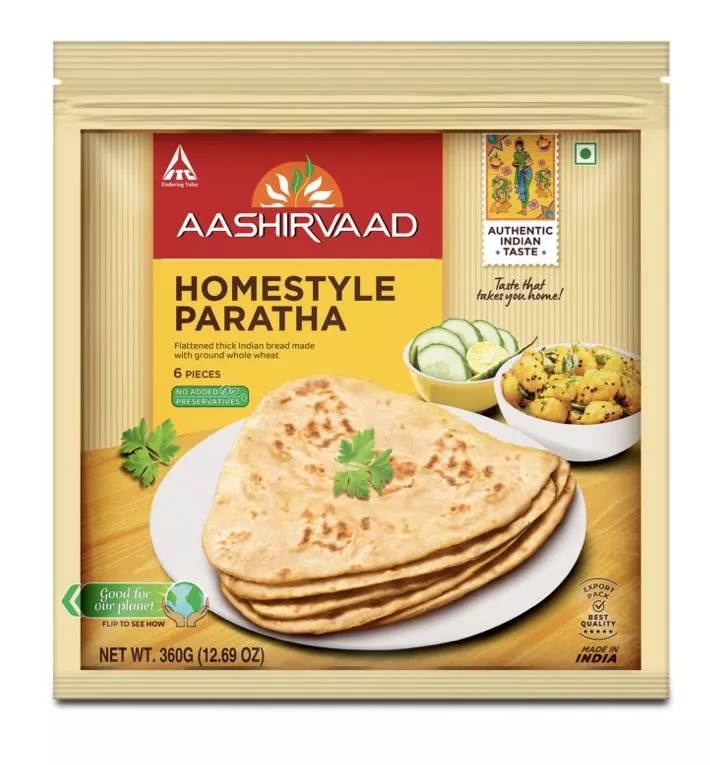 ITC
Enduring Value
AASHIRVAAD
AUTHENTIC
INDIAN
TASTE
Taste that
takes you home!
HOMESTYLE
PARATHA
Flattened thick Indian bread made
with ground whole wheat
6 PIECES
NO ADDED
PRESERVATIVES
Good for
our planet
FLIP TO SEE HOW
EXPORT
PACK
BEST
QUALITY
NET WT. 360G (12.69 OZ)
MADE IN
INDIA